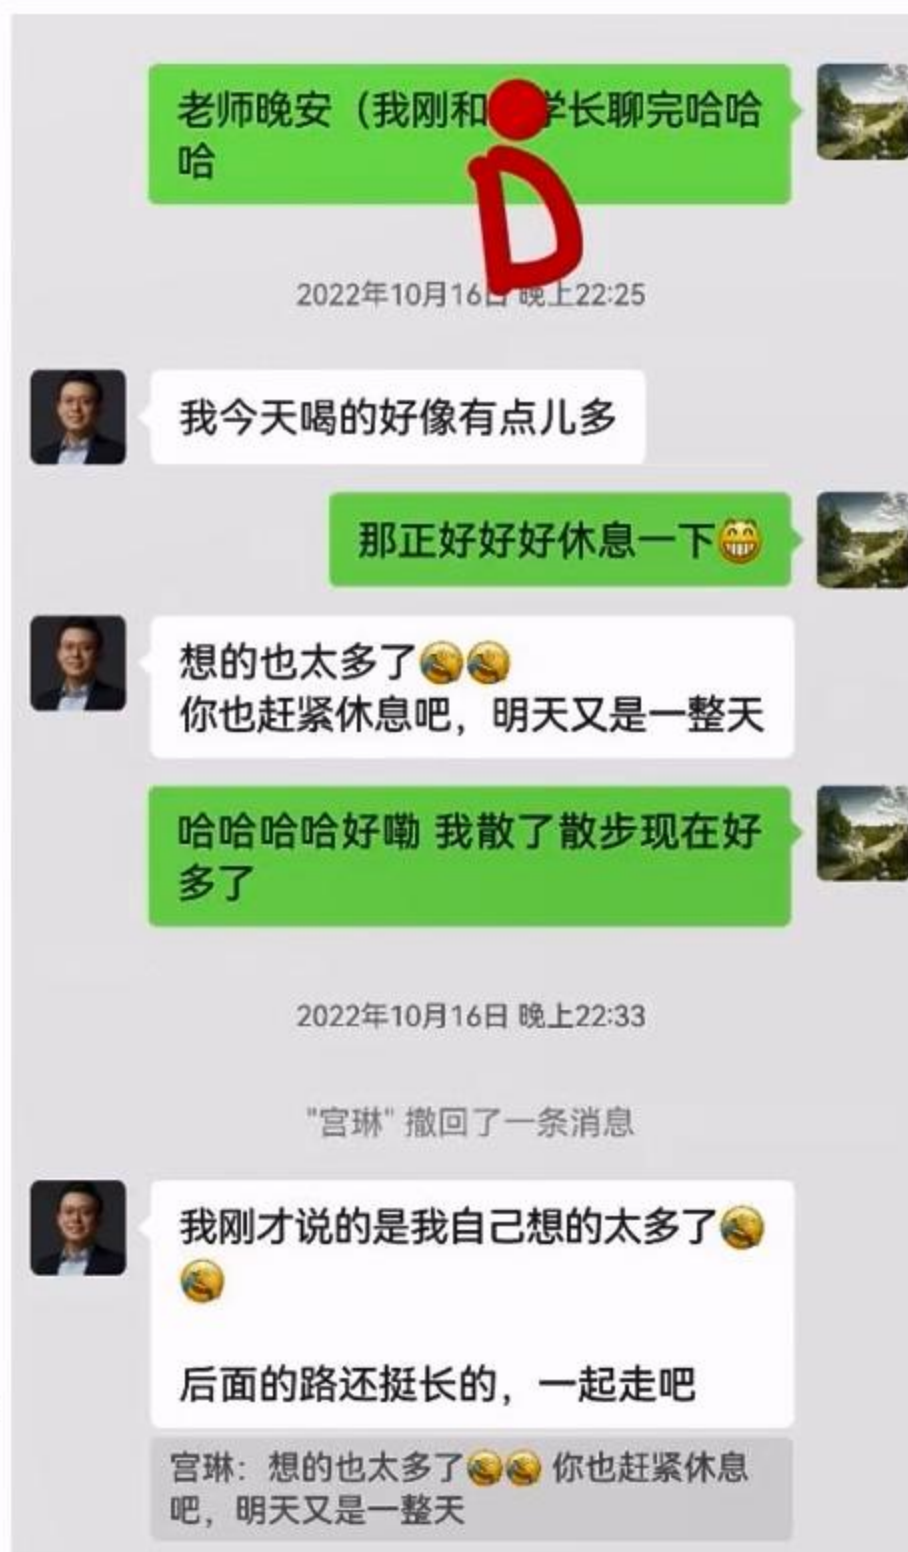 老师晚安（我刚和 学长聊完哈哈
哈
D
2022年10月16日 晚上22:25
我今天喝的好像有点儿多
那正好好好休息一下😁
想的也太多了🤦🤦
你也赶紧休息吧，明天又是一整天
哈哈哈哈好嘞 我散了散步现在好
多了
2022年10月16日 晚上22:33
"宫琳" 撤回了一条消息
我刚才说的是我自己想的太多了🤦
🤦
后面的路还挺长的，一起走吧
宫琳：想的也太多了🤦🤦 你也赶紧休息
吧，明天又是一整天